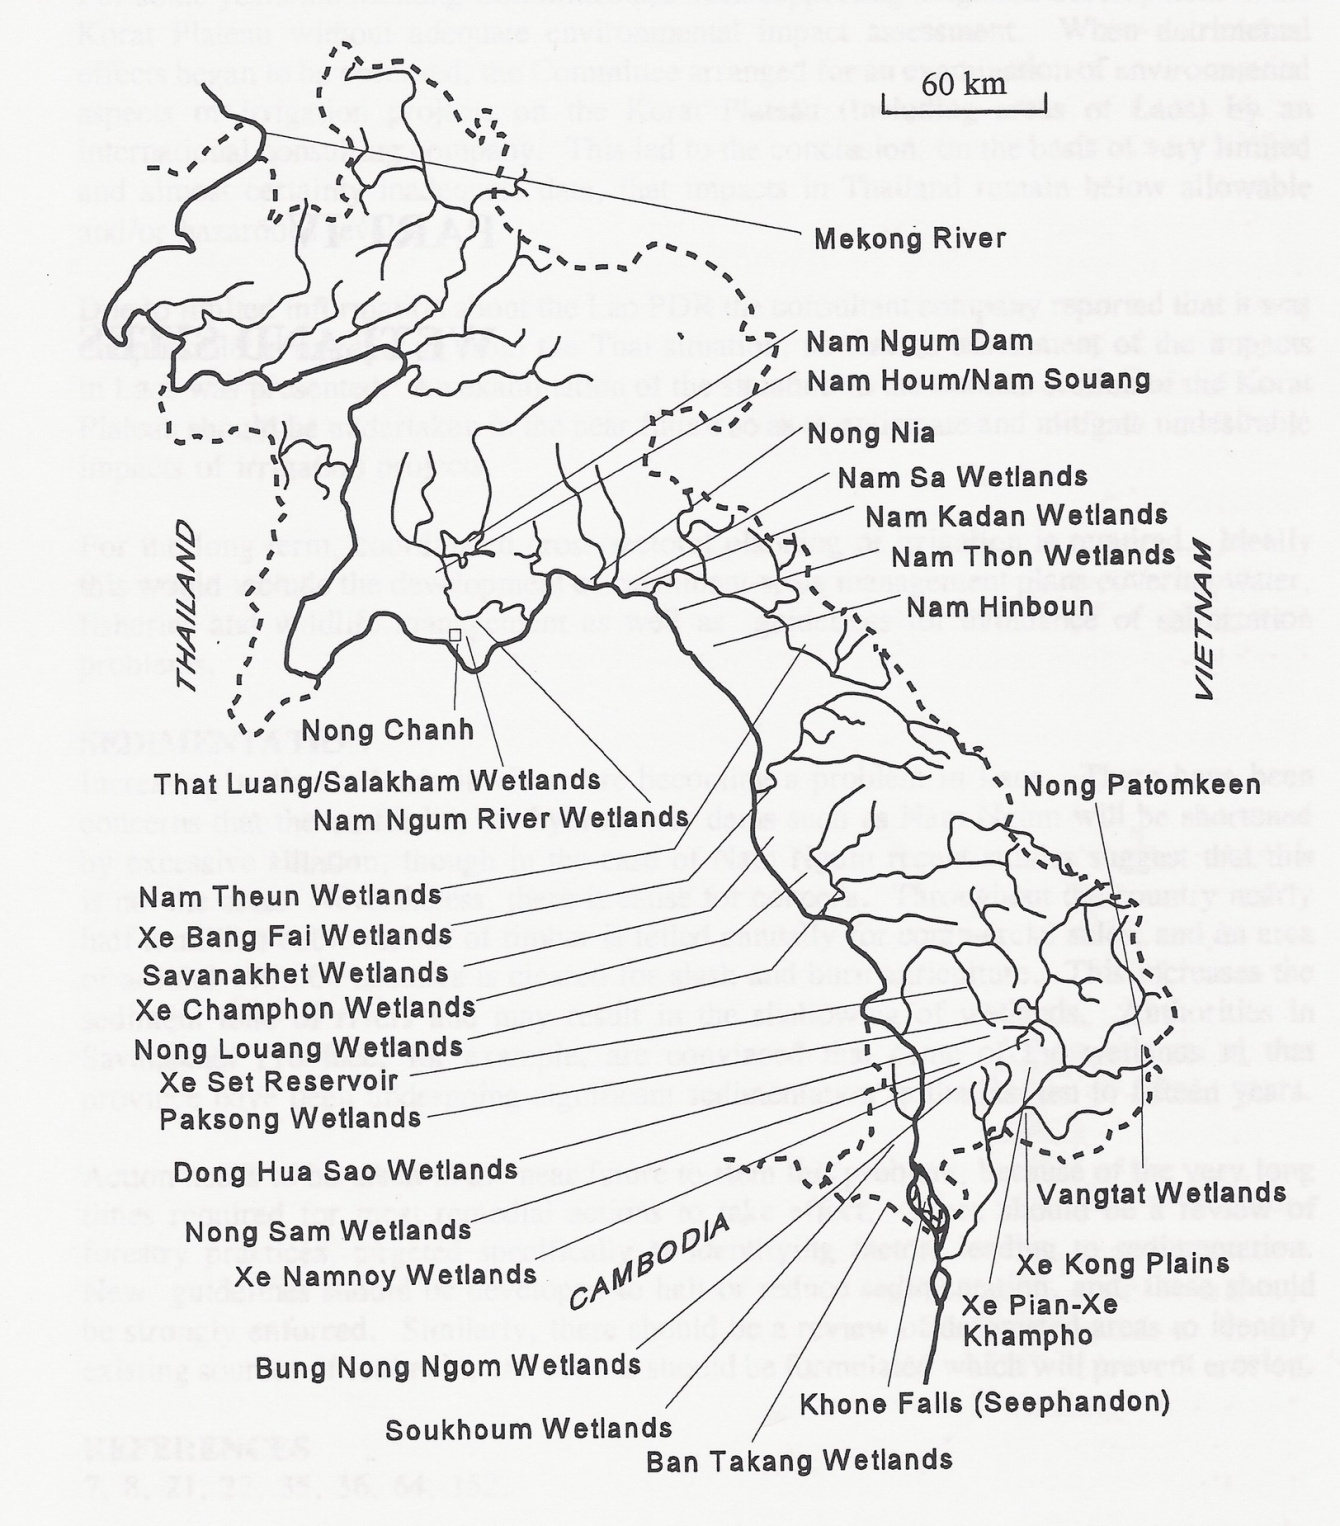 60 km
Mekong River
Nam Ngum Dam
Nam Houm/Nam Souang
Nong Nia
Nam Sa Wetlands
Nam Kadan Wetlands
Nam Thon Wetlands
Nam Hinboun
THAILAND
VIETNAM
Nong Chanh
That Luang/Salakham Wetlands
Nam Ngum River Wetlands
Nong Patomkeen
Nam Theun Wetlands
Xe Bang Fai Wetlands
Savanakhet Wetlands
Xe Champhon Wetlands
Nong Louang Wetlands
Xe Set Reservoir
Paksong Wetlands
Dong Hua Sao Wetlands
Nong Sam Wetlands
Xe Namnoy Wetlands
CAMBODIA
Vangtat Wetlands
Xe Kong Plains
Xe Pian-Xe
Khampho
Bung Nong Ngom Wetlands
Khone Falls (Seephandon)
Soukhoum Wetlands
Ban Takang Wetlands